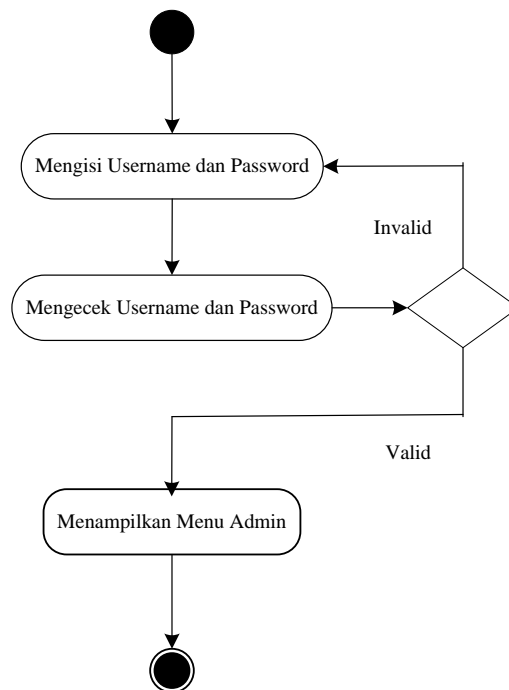 Mengisi Username dan Password
Invalid
Mengecek Username dan Password
Valid
Menampilkan Menu Admin